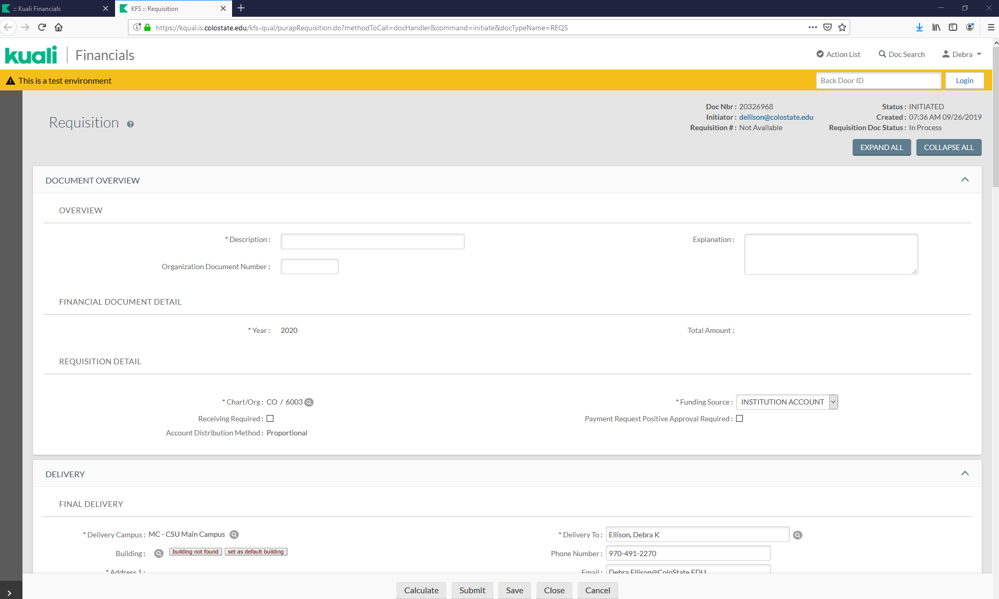 :: Kuali Financials
KFS :: Requisition
https://kqual.is.colostate.edu/kfs-qual/purapRequisition.do?methodToCall=docHandler&command=initiate&docTypeName=REQS
kuali Financials
Action List
Doc Search
Debra
This is a test environment
Back Door ID
Login
Requisition
Doc Nbr : 20326968
Status : INITIATED
Initiator : dellison@colostate.edu
Created : 07:36 AM 09/26/2019
Requisition # : Not Available
Requisition Doc Status : In Process
EXPAND ALL
COLLAPSE ALL
DOCUMENT OVERVIEW
OVERVIEW
* Description :
Explanation :
Organization Document Number :
FINANCIAL DOCUMENT DETAIL
* Year : 2020
Total Amount :
REQUISITION DETAIL
* Chart/Org : CO / 6003
* Funding Source : INSTITUTION ACCOUNT
Receiving Required :
Payment Request Positive Approval Required :
Account Distribution Method : Proportional
DELIVERY
FINAL DELIVERY
* Delivery Campus : MC - CSU Main Campus
* Delivery To : Ellison, Debra K
Building : building not found set as default building
Phone Number : 970-491-2270
* Address 1 :
Email : Debra.Ellison@ColoState.EDU
Calculate
Submit
Save
Close
Cancel